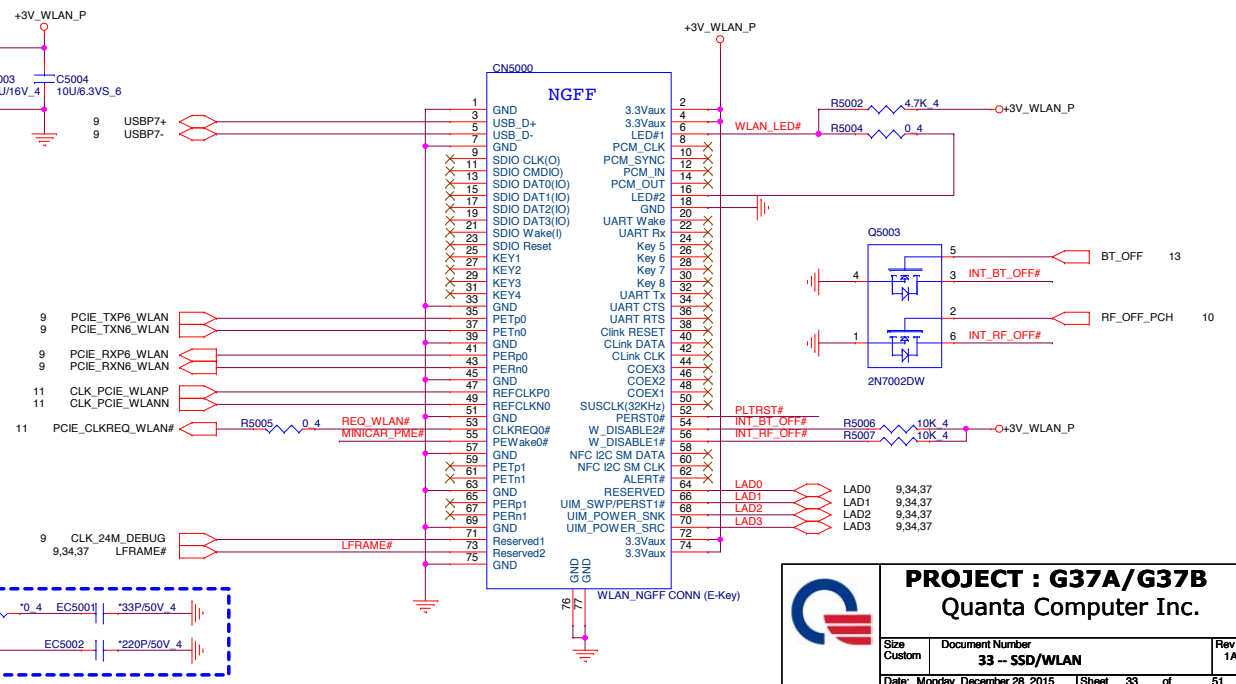 +3V_WLAN_P
003
U/16V_4
C5004
10U/6.3VS_6
9 USBP7+
9 USBP7-
9 PCIE_TXP6_WLAN
9 PCIE_TXN6_WLAN
9 PCIE_RXP6_WLAN
9 PCIE_RXN6_WLAN
11 CLK_PCIE_WLANP
11 CLK_PCIE_WLANN
11 PCIE_CLKREQ_WLAN# R5005 0_4 REQ_WLAN#
MINICAR_PME#
9 CLK_24M_DEBUG
9,34,37 LFRAME# LFRAME#
CN5000
NGFF
1 GND
3 USB_D+
5 USB_D-
7 GND
9 SDIO CLK(O)
11 SDIO CMDIO)
13 SDIO DAT0(IO)
15 SDIO DAT1(IO)
17 SDIO DAT2(IO)
19 SDIO DAT3(IO)
21 SDIO Wake(I)
23 SDIO Reset
25 KEY1
27 KEY2
29 KEY3
31 KEY4
33 GND
35 PETp0
37 PETn0
39 GND
41 PERp0
43 PERn0
45 GND
47 REFCLKP0
49 REFCLKN0
51 GND
53 CLKREQ0#
55 PEWake0#
57 GND
59 PETp1
61 PETn1
63 GND
65 PERp1
67 PERn1
69 GND
71 Reserved1
73 Reserved2
75 GND
3.3Vaux 2
3.3Vaux 4
LED#1 6
PCM_CLK 8
PCM_SYNC 10
PCM_IN 12
PCM_OUT 14
LED#2 16
GND 18
UART Wake 20
UART Rx 22
Key 5 24
Key 6 26
Key 7 28
Key 8 30
UART Tx 32
UART CTS 34
UART RTS 36
Clink RESET 38
CLink DATA 40
CLink CLK 42
COEX3 44
COEX2 46
COEX1 48
SUSCLK(32KHz) 50
PERST0# 52
W_DISABLE2# 54
W_DISABLE1# 56
NFC I2C SM DATA 58
NFC I2C SM CLK 60
ALERT# 62
RESERVED 64
UIM_SWP/PERST1# 66
UIM_POWER_SNK 68
UIM_POWER_SRC 70
3.3Vaux 72
3.3Vaux 74
GND
GND
76
77
WLAN_NGFF CONN (E-Key)
+3V_WLAN_P
WLAN_LED#
R5002 4.7K_4 +3V_WLAN_P
R5004 0_4
Q5003
5 BT_OFF 13
4 3 INT_BT_OFF#
2 RF_OFF_PCH 10
1 6 INT_RF_OFF#
2N7002DW
PLTRST#
INT_BT_OFF# R5006 10K_4 +3V_WLAN_P
INT_RF_OFF# R5007 10K_4
LAD0 LAD0 9,34,37
LAD1 LAD1 9,34,37
LAD2 LAD2 9,34,37
LAD3 LAD3 9,34,37
*0_4 EC5001 *33P/50V_4
EC5002 *220P/50V_4
PROJECT : G37A/G37B
Quanta Computer Inc.
Size
Custom
Document Number
33 -- SSD/WLAN
Rev
1A
Date: Monday, December 28, 2015 Sheet 33 of 51